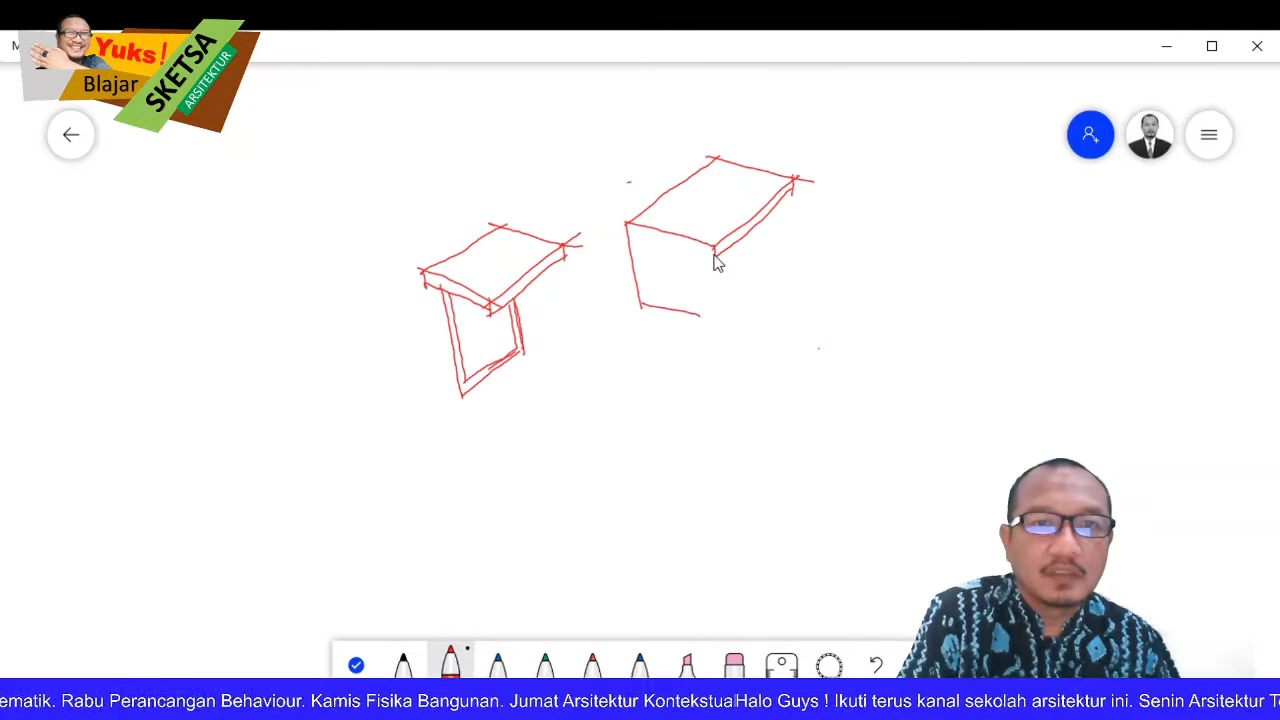 M
Yuks!
Blajar
SKETSA
ARSITEKTUR
ematik. Rabu Perancangan Behaviour. Kamis Fisika Bangunan. Jumat Arsitektur KontekstuaHalo Guys ! Ikuti terus kanal sekolah arsitektur ini. Senin Arsitektur T